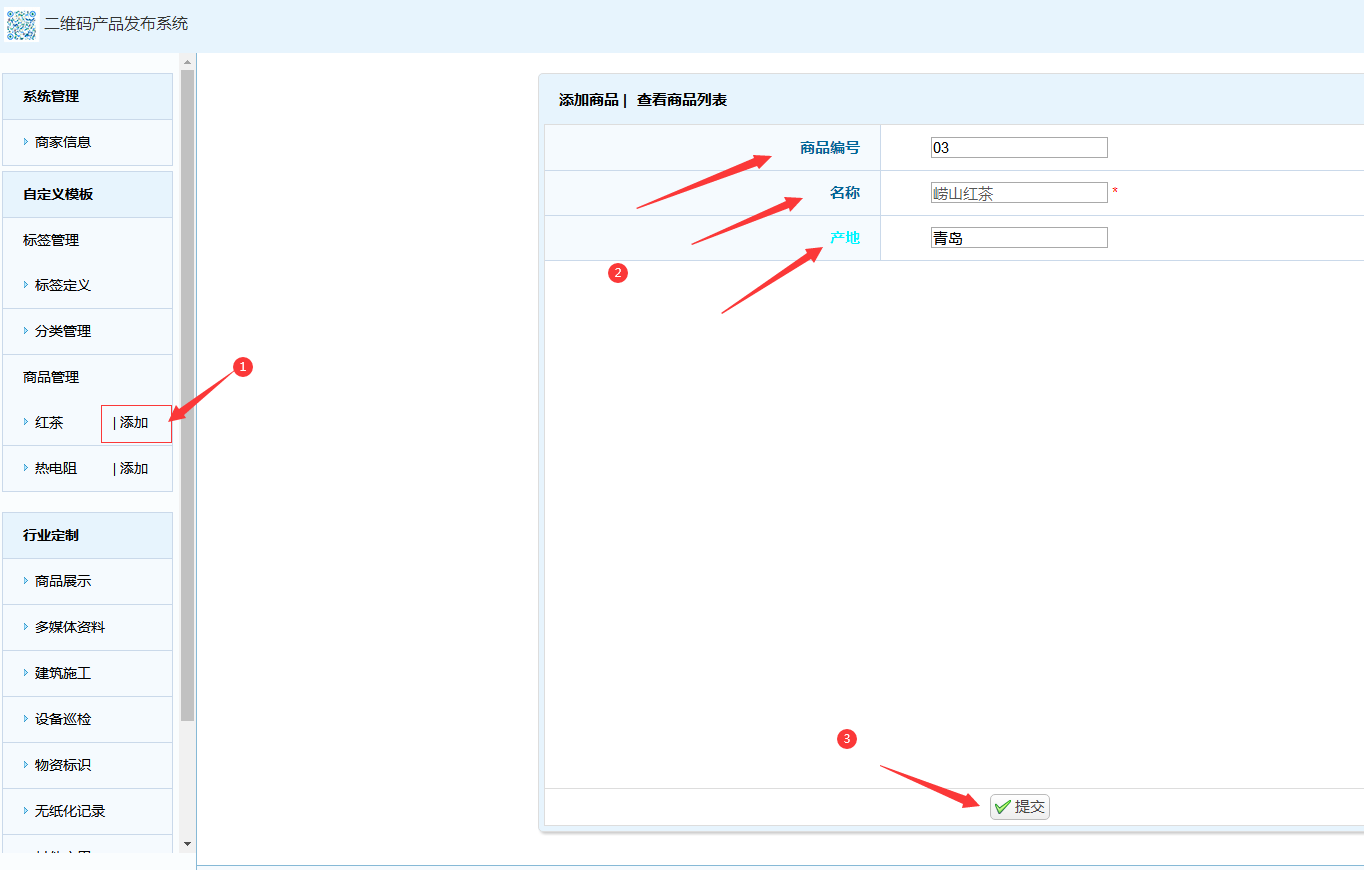 二维码产品发布系统
系统管理
商家信息
自定义模板
标签管理
标签定义
分类管理
商品管理
红茶 | 添加
热电阻 | 添加
行业定制
商品展示
多媒体资料
建筑施工
设备巡检
物资标识
无纸化记录
1
添加商品 | 查看商品列表
商品编号 03
名称 崂山红茶 *
产地 青岛
2
3
提交